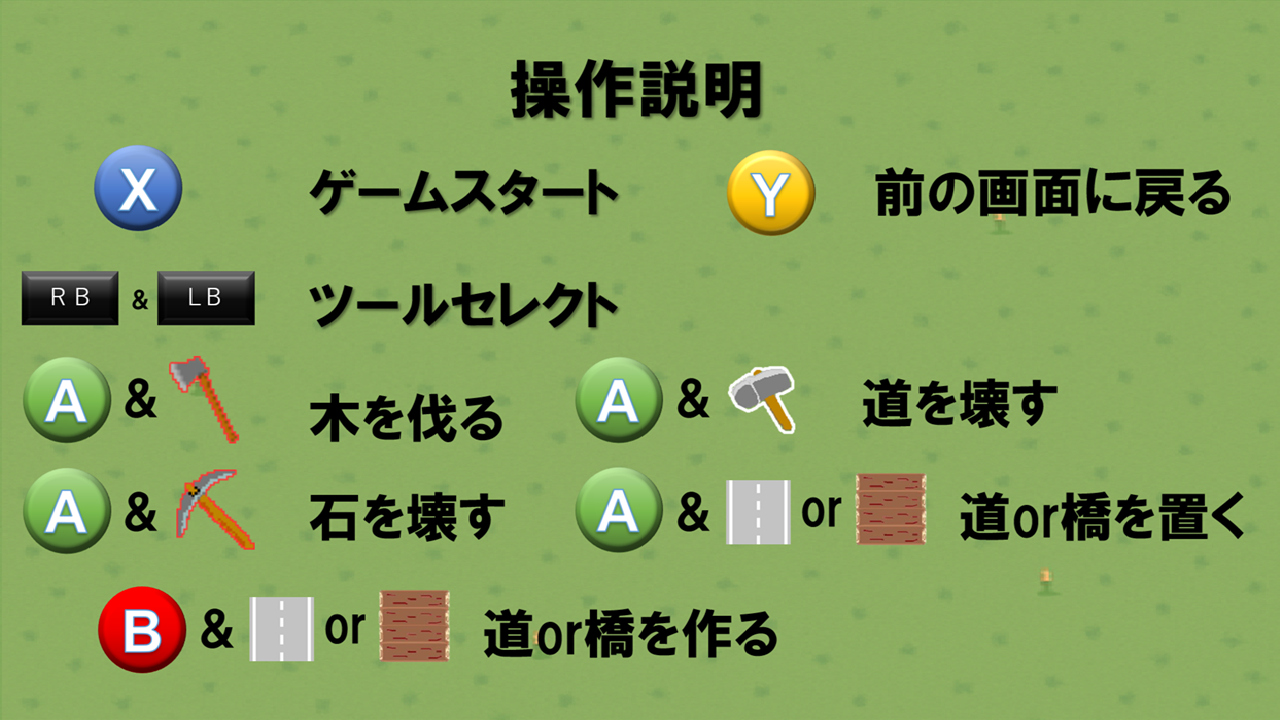 操作説明
X ゲームスタート Y 前の画面に戻る
RB & LB ツールセレクト
A & 木を伐る A & 道を壊す
A & 石を壊す A & or 道or橋を置く
B & or 道or橋を作る